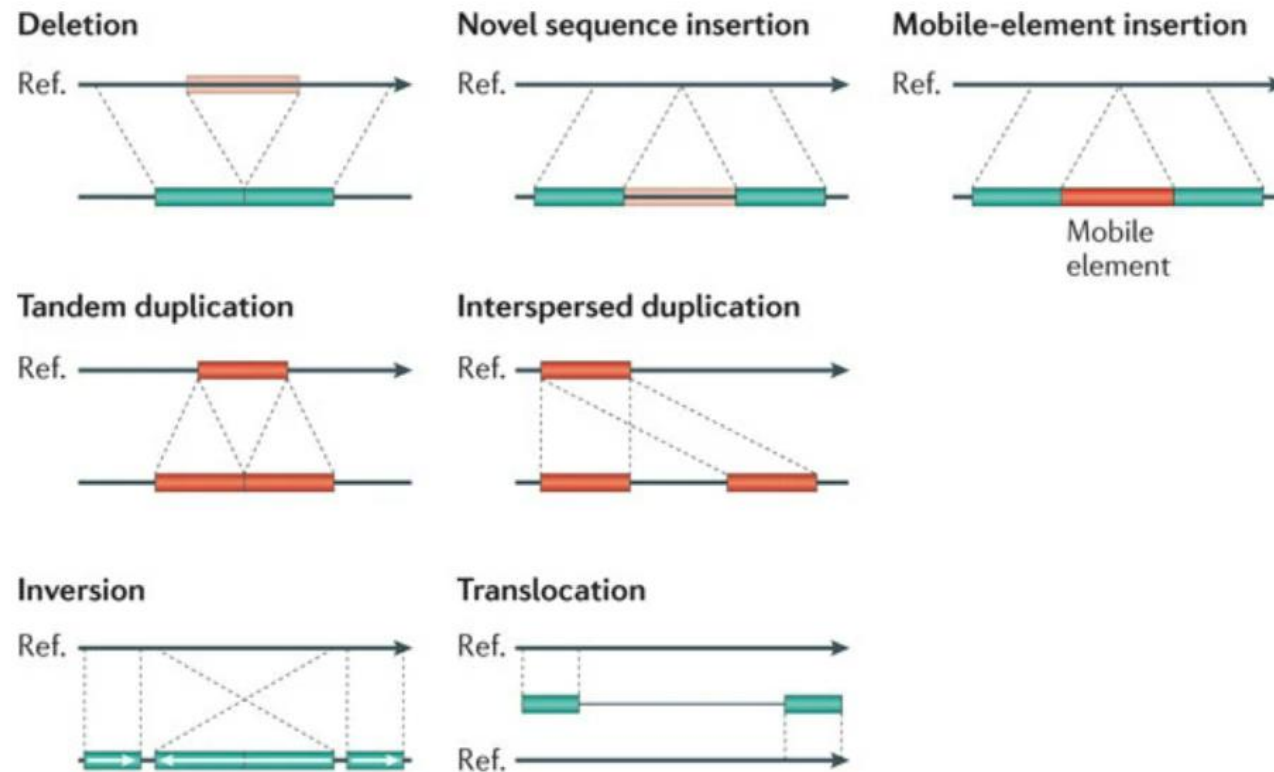 Deletion
Ref.
Novel sequence insertion
Ref.
Mobile-element insertion
Ref.
Mobile
element
Tandem duplication
Ref.
Interspersed duplication
Ref.
Inversion
Ref.
Translocation
Ref.
Ref.